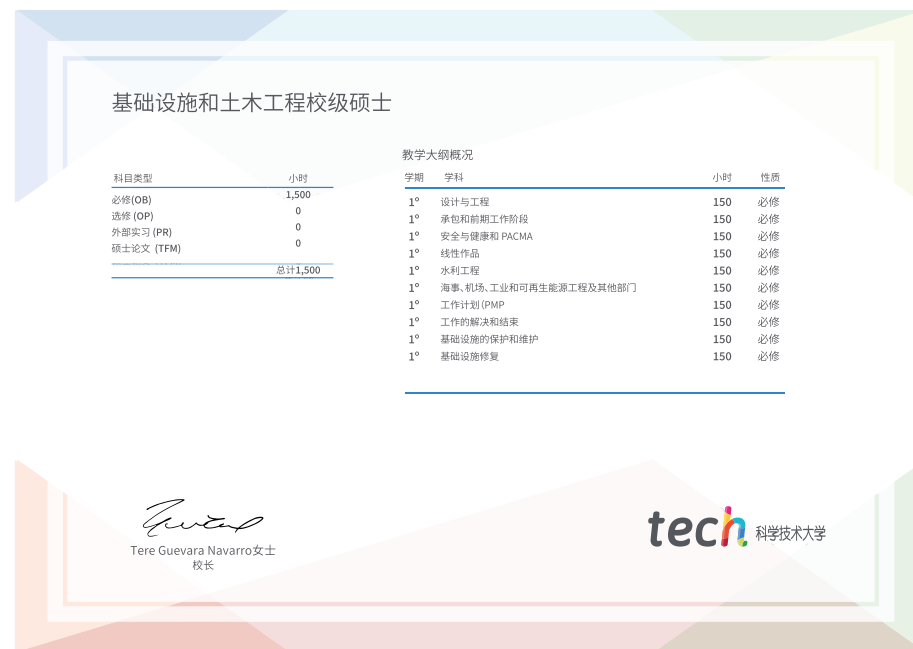 基础设施和土木工程校级硕士
科目类型 小时
必修(OB) 1,500
选修 (OP) 0
外部实习 (PR) 0
硕士论文 (TFM) 0
总计1,500
教学大纲概况
学期 学科 小时 性质
1º 设计与工程 150 必修
1º 承包和前期工作阶段 150 必修
1º 安全与健康和 PACMA 150 必修
1º 线性作品 150 必修
1º 水利工程 150 必修
1º 海事、机场、工业和可再生能源工程及其他部门 150 必修
1º 工作计划（PMP 150 必修
1º 工作的解决和结束 150 必修
1º 基础设施的保护和维护 150 必修
1º 基础设施修复 150 必修
Tere Guevara Navarro女士
校长
tech 科学技术大学